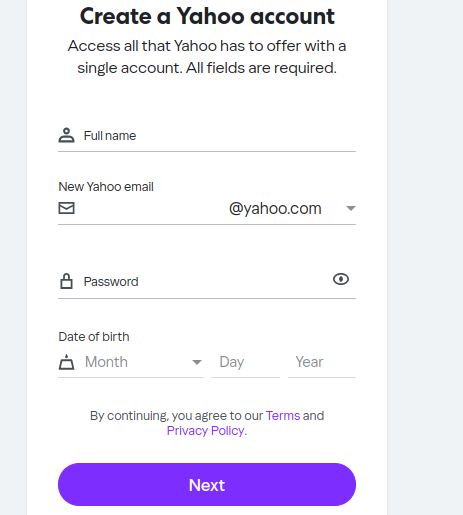 Create a Yahoo account
Access all that Yahoo has to offer with a
single account. All fields are required.
Full name
New Yahoo email
@yahoo.com
Password
Date of birth
Month Day Year
By continuing, you agree to our Terms and
Privacy Policy.
Next